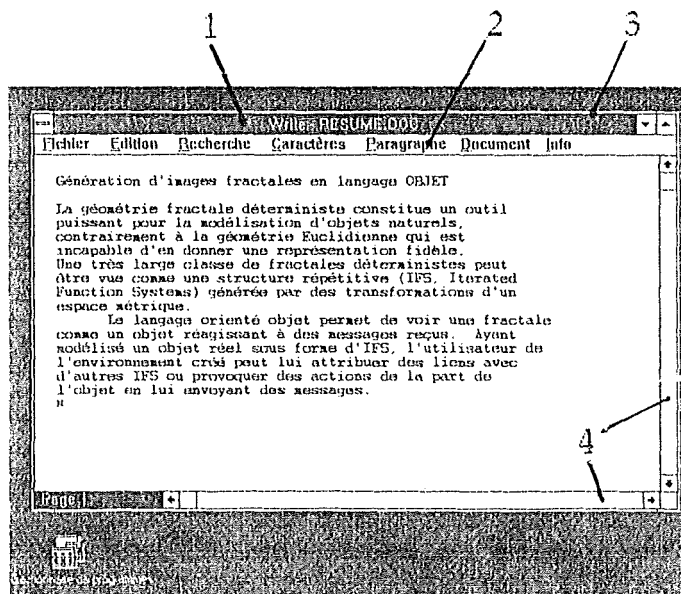 1 2 3
Write - RESUME.DOC
Fichier Edition Recherche Caractères Paragraphe Document Info
Génération d'images fractales en langage OBJET
La géométrie fractale déterministe constitue un outil
puissant pour la modélisation d'objets naturels,
contrairement à la géométrie Euclidienne qui est
incapable d'en donner une représentation fidèle.
Une très large classe de fractales déterministes peut
être vue comme une structure répétitive (IFS, Iterated
Function Systems) générée par des transformations d'un
espace métrique.
Le langage orienté objet permet de voir une fractale
comme un objet réagissant à des messages reçus. Ayant
modélisé un objet réel sous forme d'IFS, l'utilisateur de
l'environnement créé peut lui attribuer des liens avec
d'autres IFS ou provoquer des actions de la part de
l'objet en lui envoyant des messages.
4
Page 1